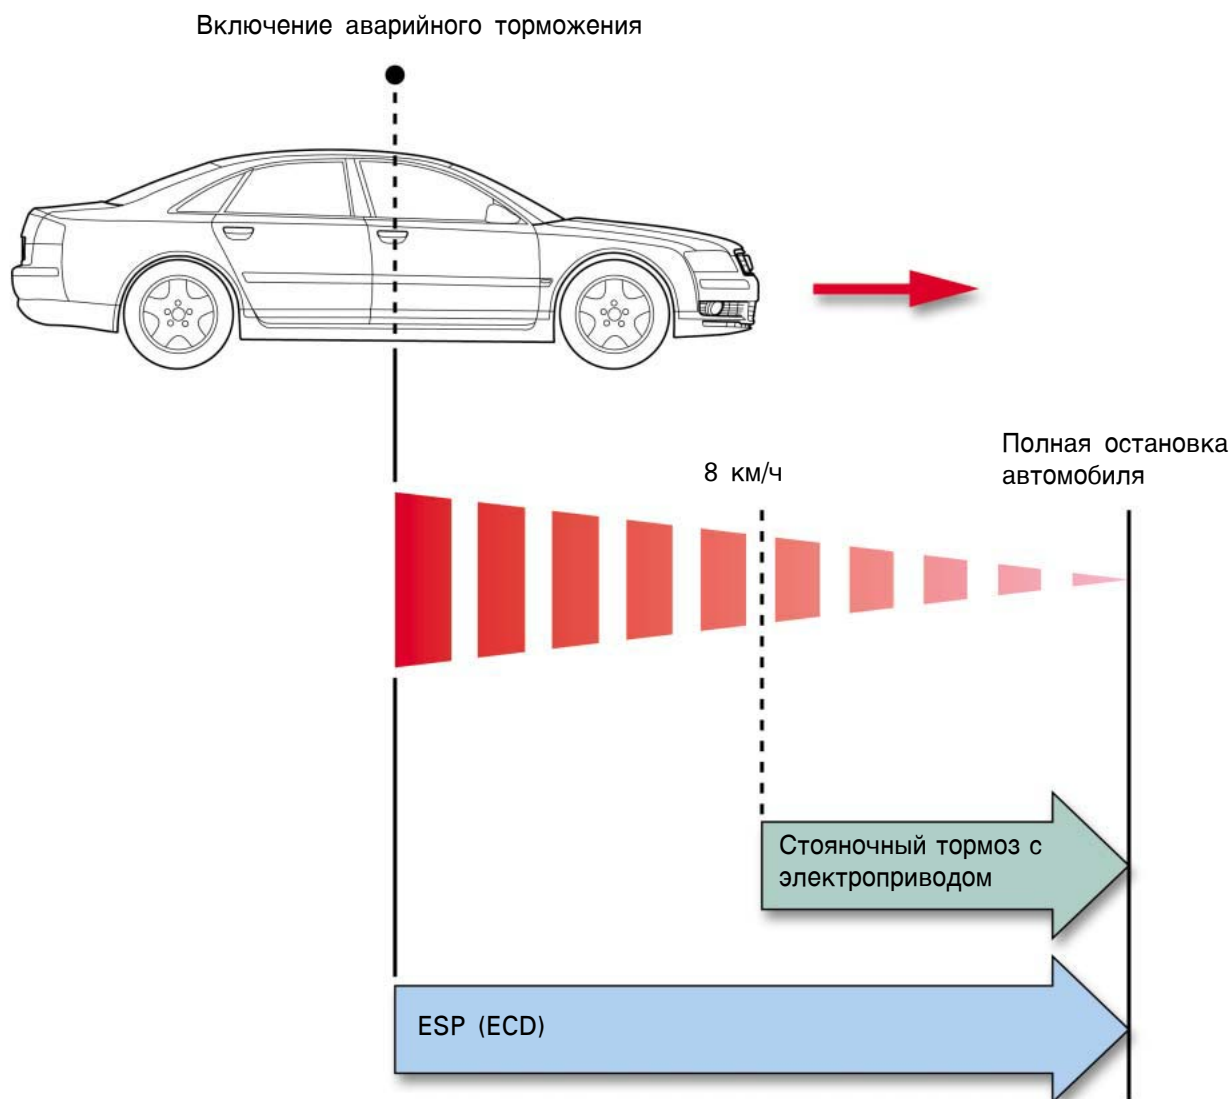 Включение аварийного торможения
8 км/ч
Полная остановка
автомобиля
Стояночный тормоз с
электроприводом
ESP (ECD)